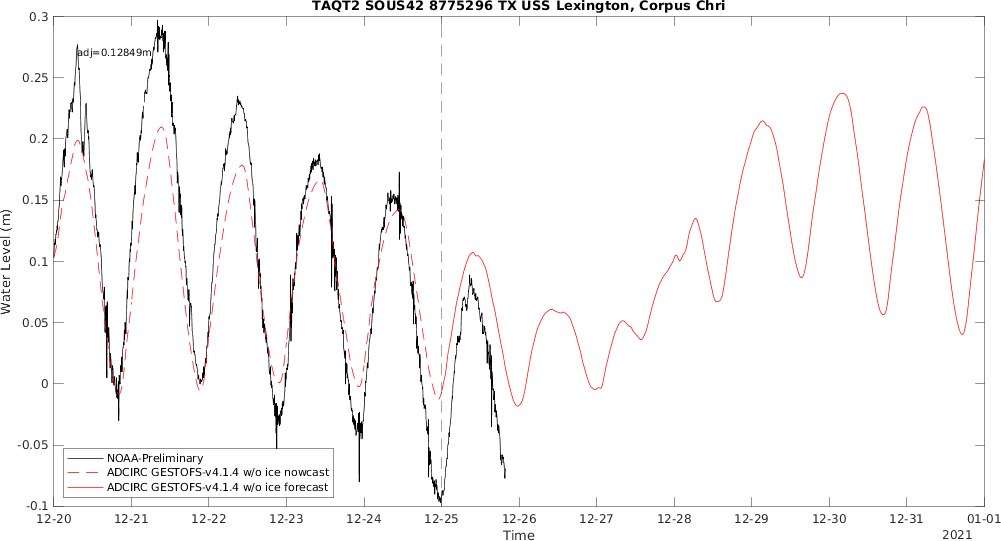 TAQT2 SOUS42 8775296 TX USS Lexington, Corpus Chri
adj=0.12849m
0.3
0.25
0.2
0.15
0.1
0.05
0
-0.05
-0.1
Water Level (m)
NOAA-Preliminary
ADCIRC GESTOFS-v4.1.4 w/o ice nowcast
ADCIRC GESTOFS-v4.1.4 w/o ice forecast
12-20 12-21 12-22 12-23 12-24 12-25 12-26 12-27 12-28 12-29 12-30 12-31 01-01
Time
2021